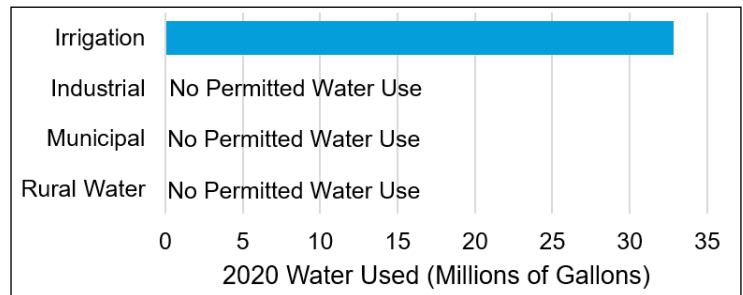 Irrigation
Industrial No Permitted Water Use
Municipal No Permitted Water Use
Rural Water No Permitted Water Use
0 5 10 15 20 25 30 35
2020 Water Used (Millions of Gallons)